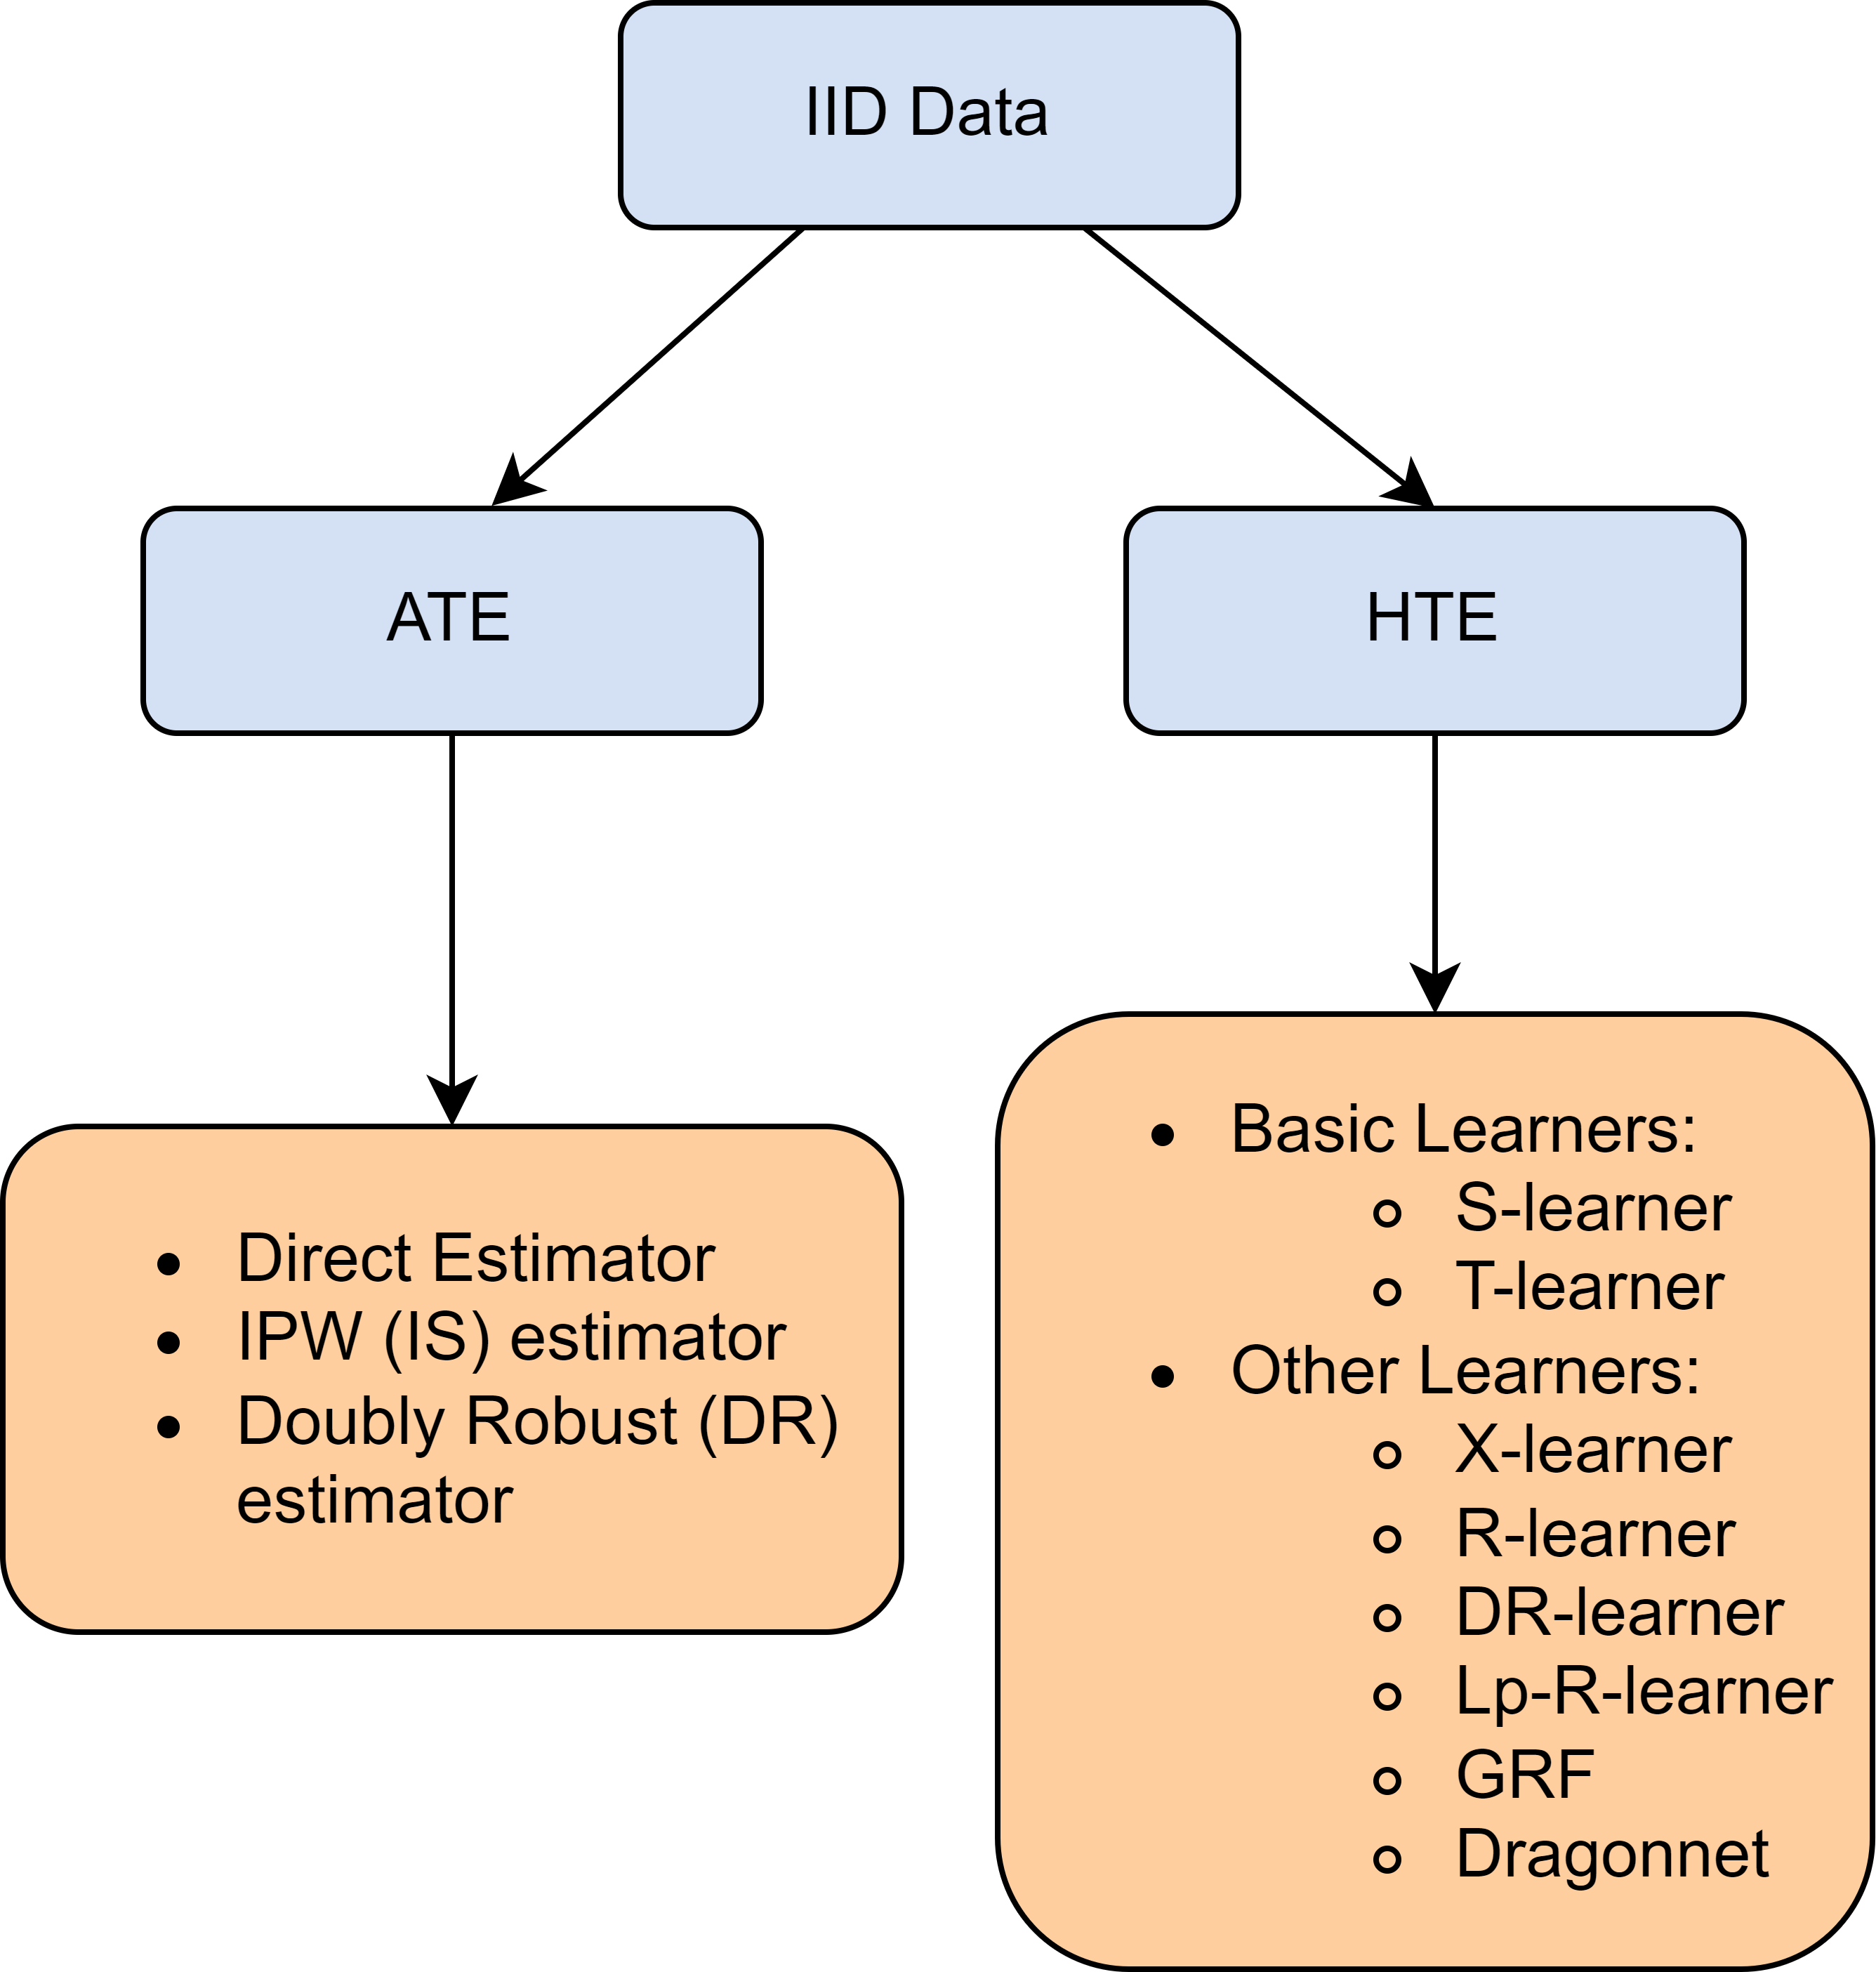 IID Data
ATE
HTE
Direct Estimator
IPW (IS) estimator
Doubly Robust (DR)
estimator
Basic Learners:
S-learner
T-learner
Other Learners:
X-learner
R-learner
DR-learner
Lp-R-learner
GRF
Dragonnet